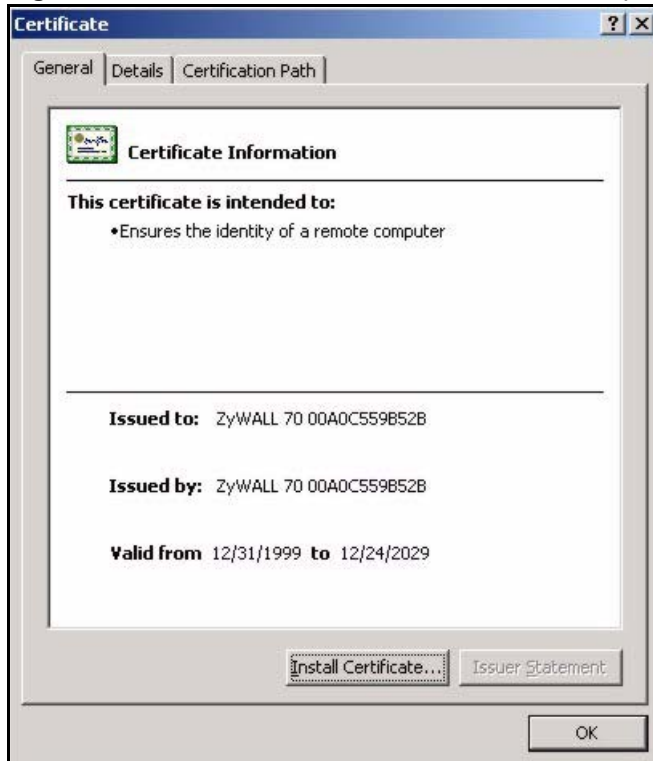 Certificate
? X
General Details Certification Path
Certificate Information
This certificate is intended to:
•Ensures the identity of a remote computer
Issued to: ZyWALL 70 00A0C559B52B
Issued by: ZyWALL 70 00A0C559B52B
Valid from 12/31/1999 to 12/24/2029
Install Certificate... Issuer Statement
OK